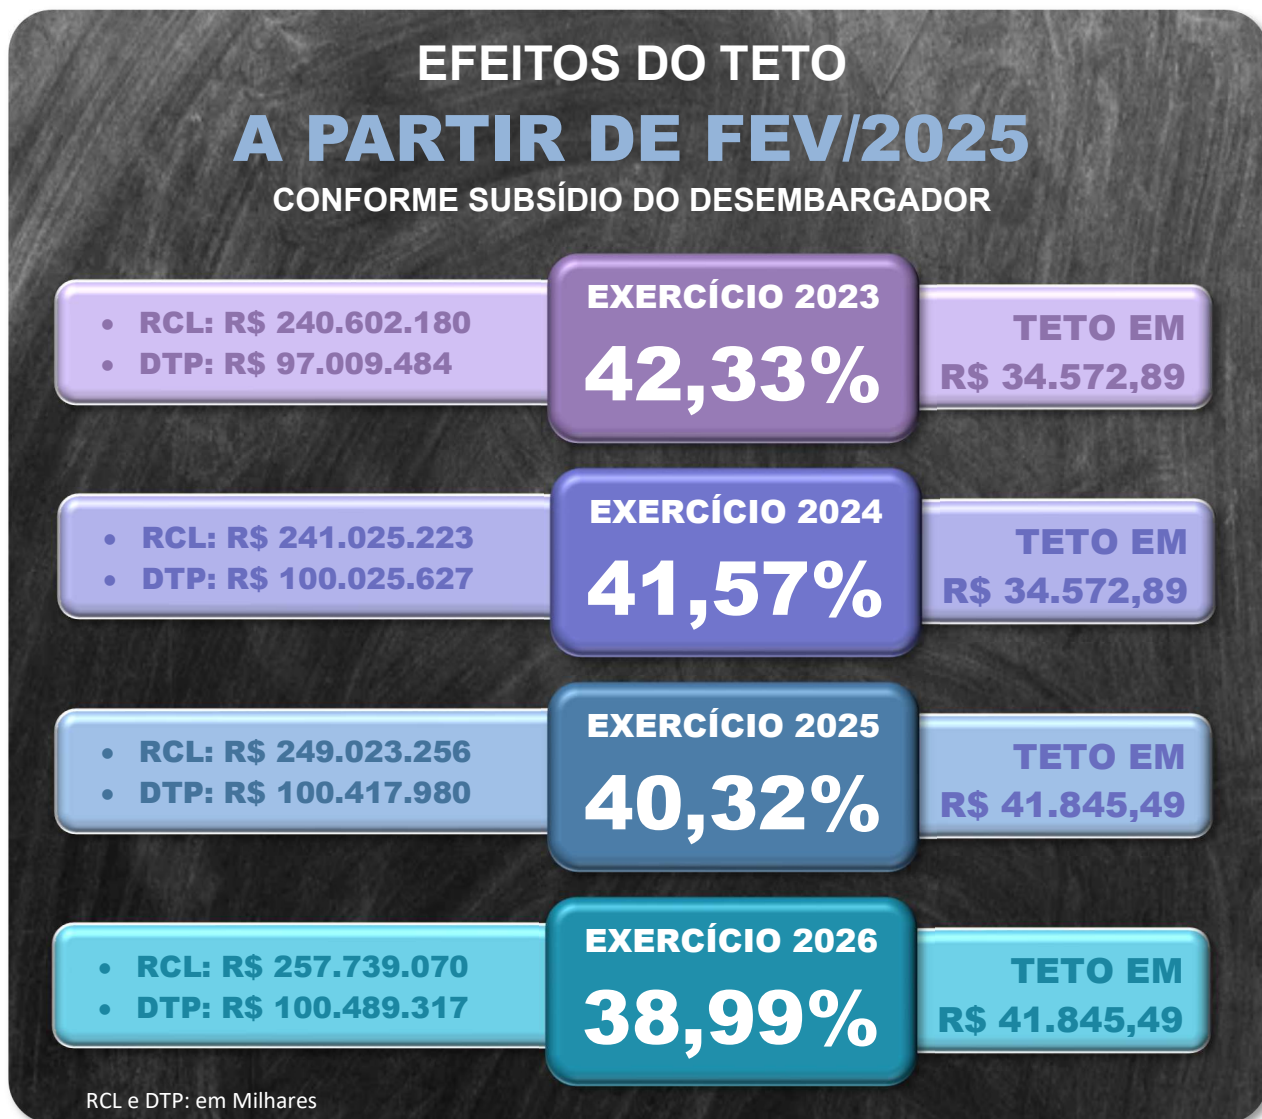 EFEITOS DO TETO
A PARTIR DE FEV/2025
CONFORME SUBSÍDIO DO DESEMBARGADOR
• RCL: R$ 240.602.180
• DTP: R$ 97.009.484
EXERCÍCIO 2023
42,33%
TETO EM
R$ 34.572,89
• RCL: R$ 241.025.223
• DTP: R$ 100.025.627
EXERCÍCIO 2024
41,57%
TETO EM
R$ 34.572,89
• RCL: R$ 249.023.256
• DTP: R$ 100.417.980
EXERCÍCIO 2025
40,32%
TETO EM
R$ 41.845,49
• RCL: R$ 257.739.070
• DTP: R$ 100.489.317
EXERCÍCIO 2026
38,99%
TETO EM
R$ 41.845,49
RCL e DTP: em Milhares